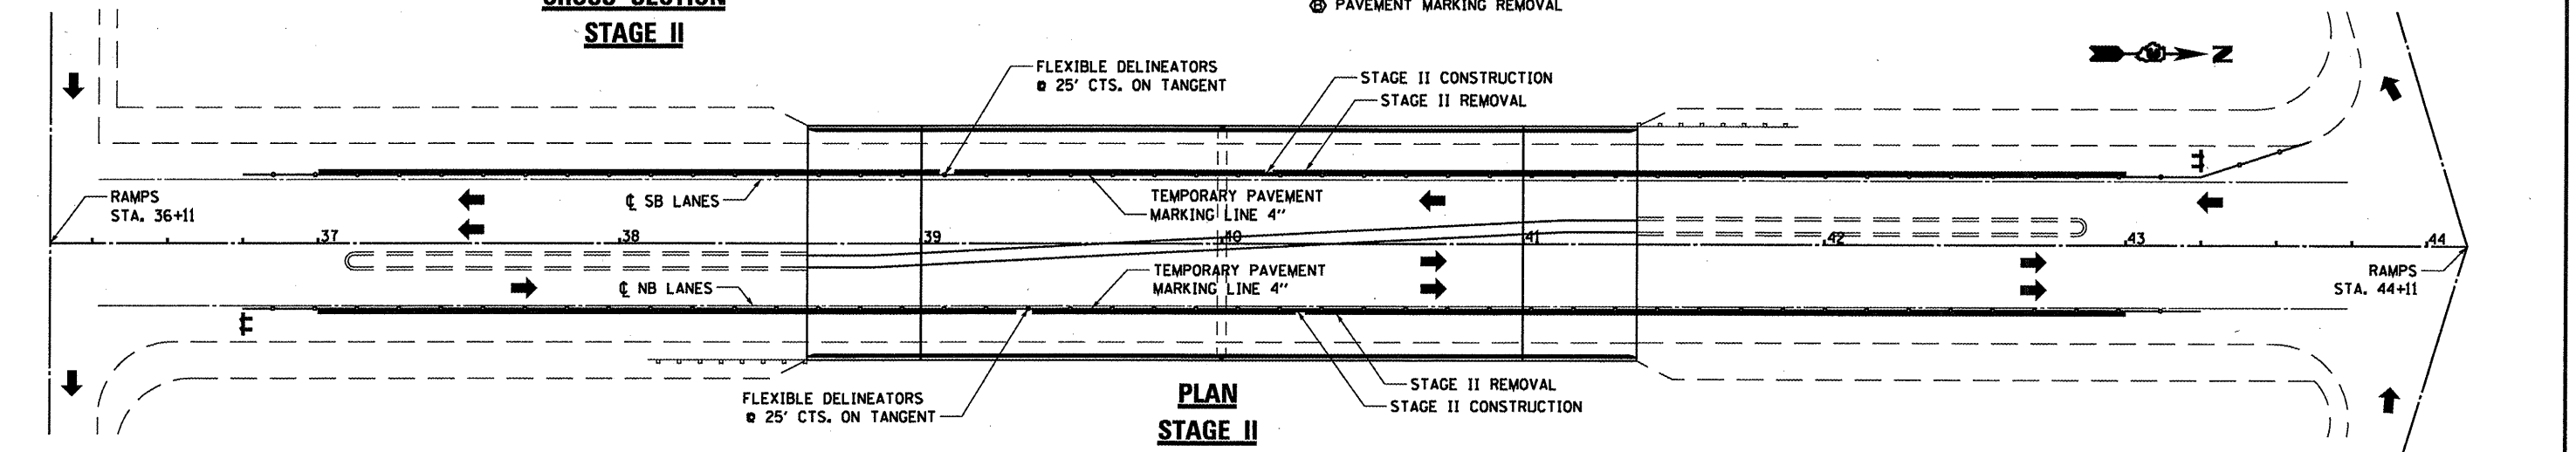 CROSS SECTION
STAGE II
Ⓗ PAVEMENT MARKING REMOVAL
N
FLEXIBLE DELINEATORS
@ 25' CTS. ON TANGENT
STAGE II CONSTRUCTION
STAGE II REMOVAL
RAMPS
STA. 36+11
℄ SB LANES
TEMPORARY PAVEMENT
MARKING LINE 4"
37 38 39 40 41 42 43 44
℄ NB LANES
TEMPORARY PAVEMENT
MARKING LINE 4"
RAMPS
STA. 44+11
FLEXIBLE DELINEATORS
@ 25' CTS. ON TANGENT
STAGE II REMOVAL
STAGE II CONSTRUCTION
PLAN
STAGE II